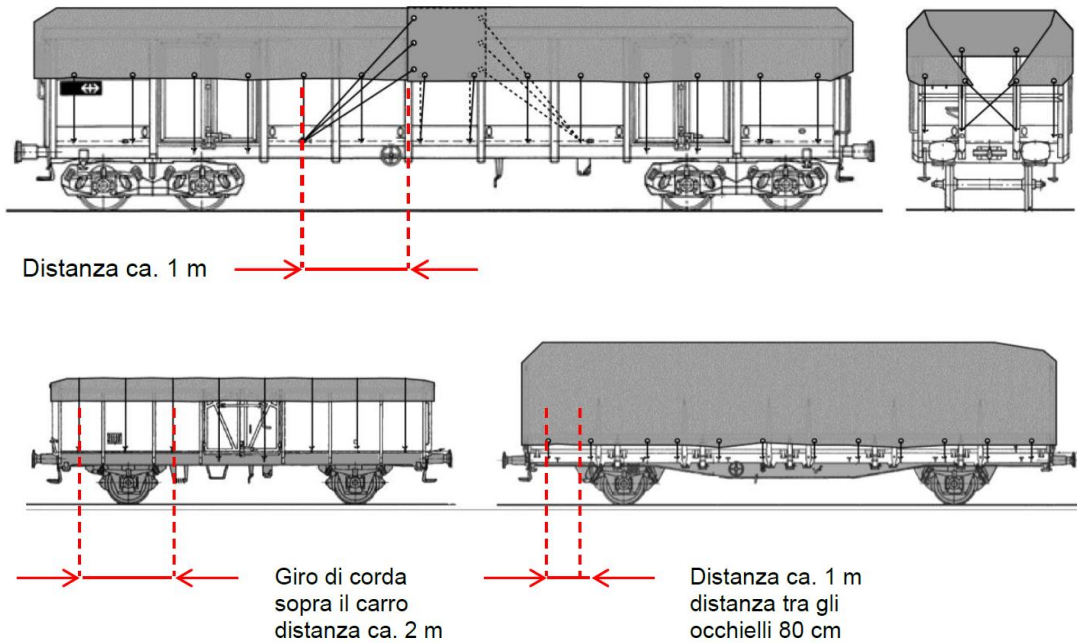 Distanza ca. 1 m
Giro di corda
sopra il carro
distanza ca. 2 m
Distanza ca. 1 m
distanza tra gli
occhielli 80 cm